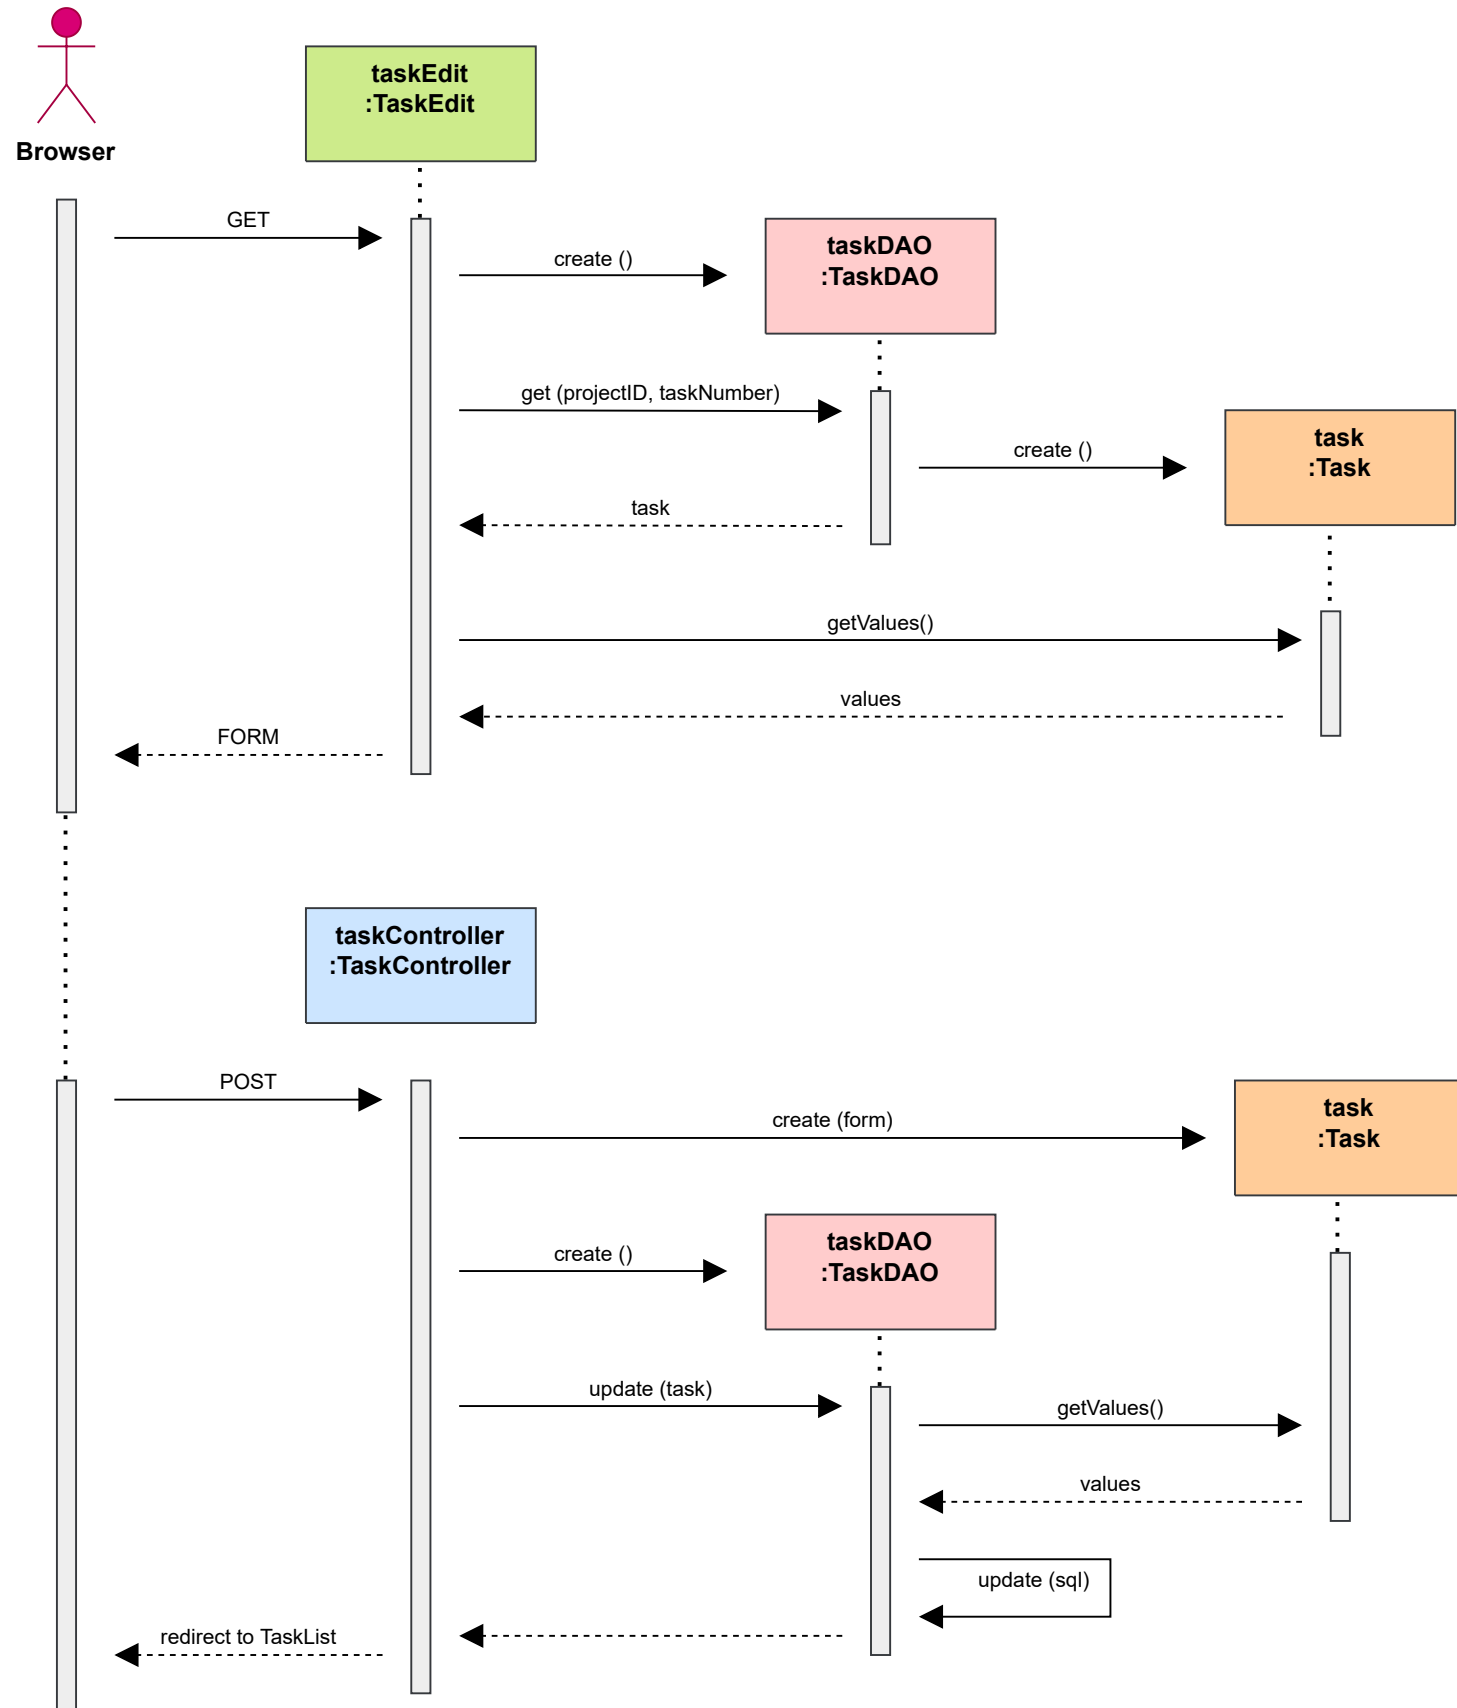 Browser
taskEdit
:TaskEdit
GET
create ()
taskDAO
:TaskDAO
get (projectID, taskNumber)
create ()
task
:Task
task
getValues()
values
FORM
taskController
:TaskController
POST
create (form)
task
:Task
create ()
taskDAO
:TaskDAO
update (task)
getValues()
values
update (sql)
redirect to TaskList